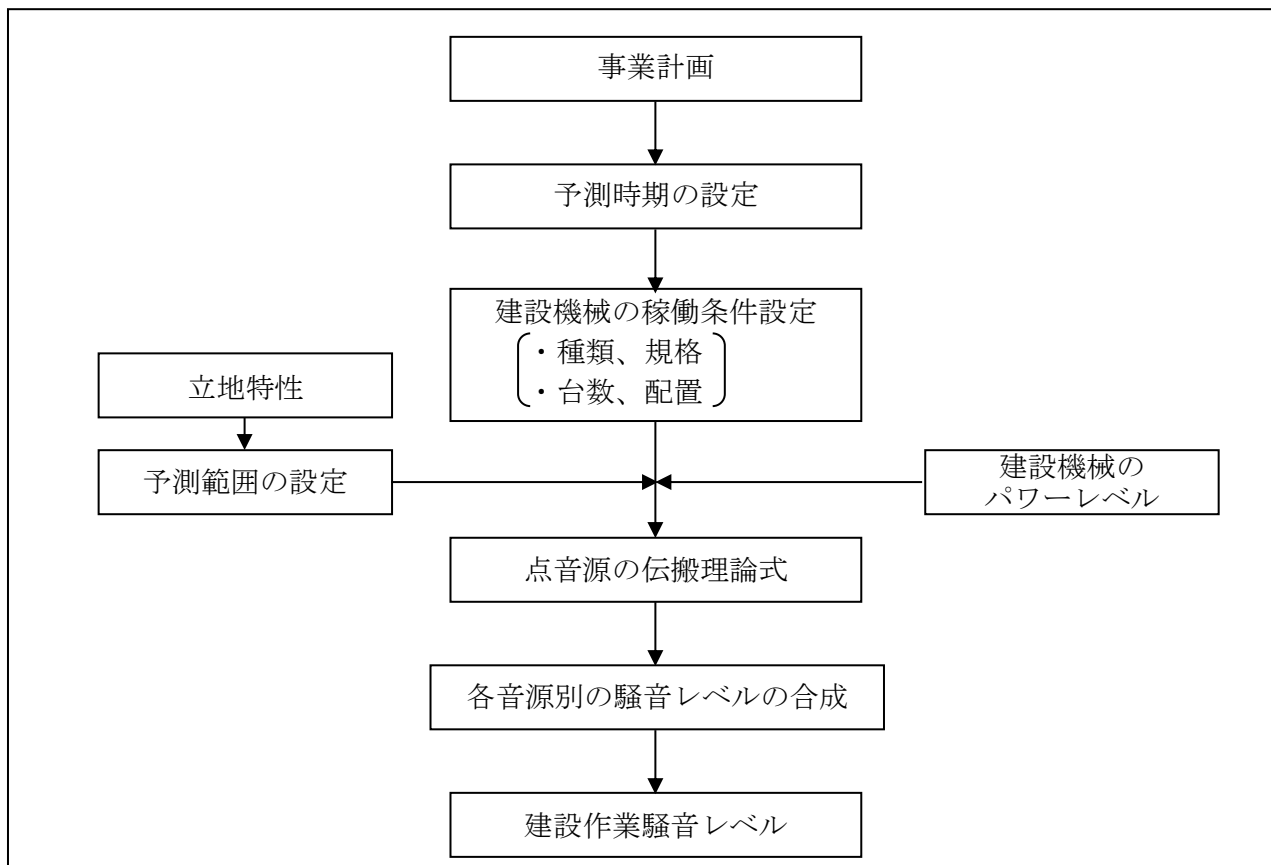 事業計画
予測時期の設定
建設機械の稼働条件設定
・種類、規格
・台数、配置
立地特性
予測範囲の設定
建設機械の
パワーレベル
点音源の伝搬理論式
各音源別の騒音レベルの合成
建設作業騒音レベル